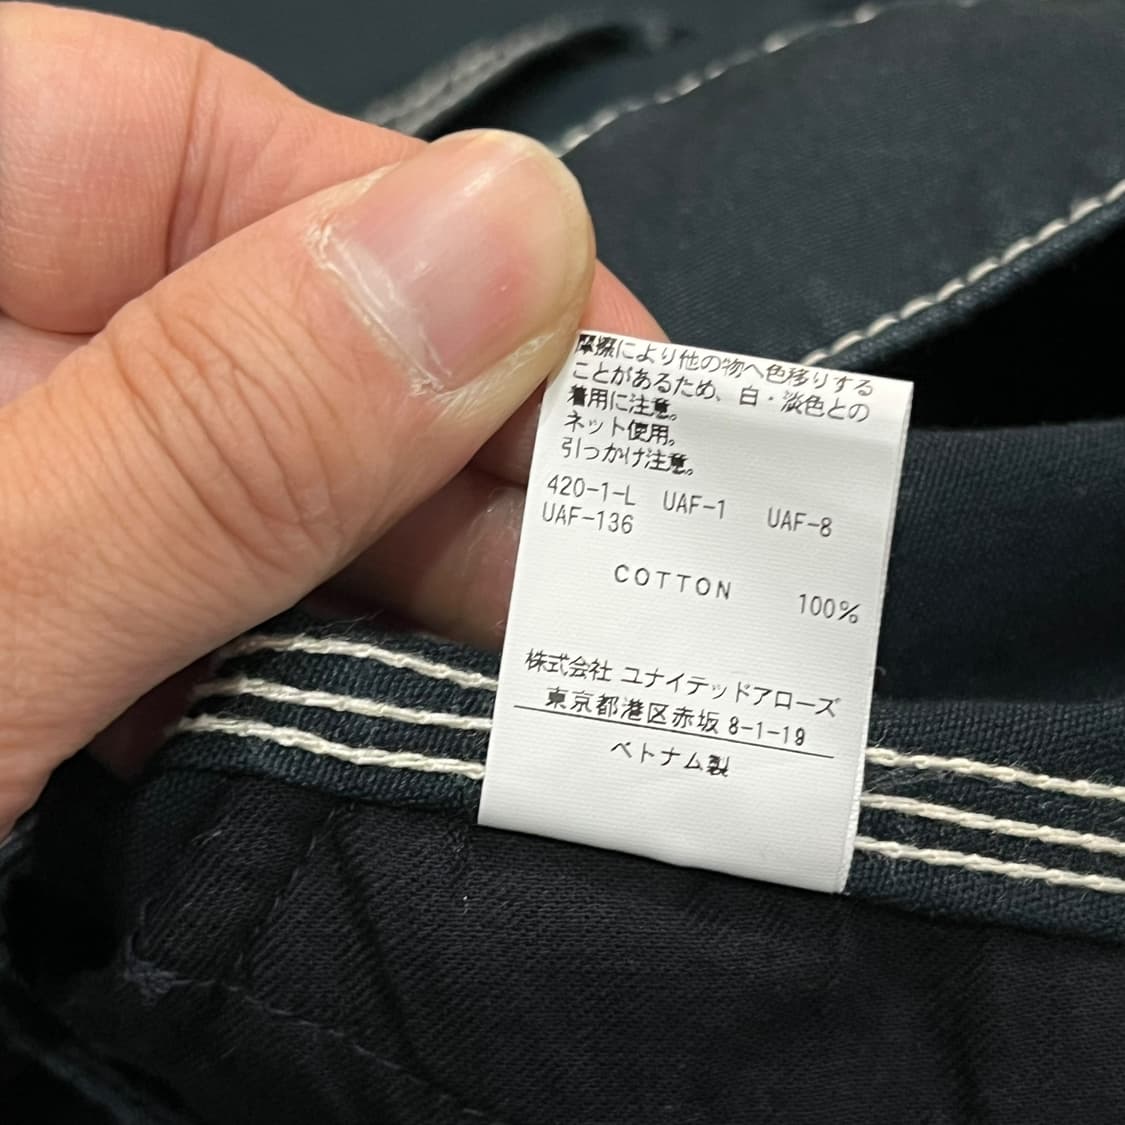 摩擦により他の物へ色移りする
ことがあるため、白・淡色との
着用に注意。
ネット使用。
引っかけ注意。
420-1-L UAF-1 UAF-8
UAF-136
COTTON 100%
株式会社 ユナイテッドアローズ
東京都港区赤坂 8-1-19
ベトナム製